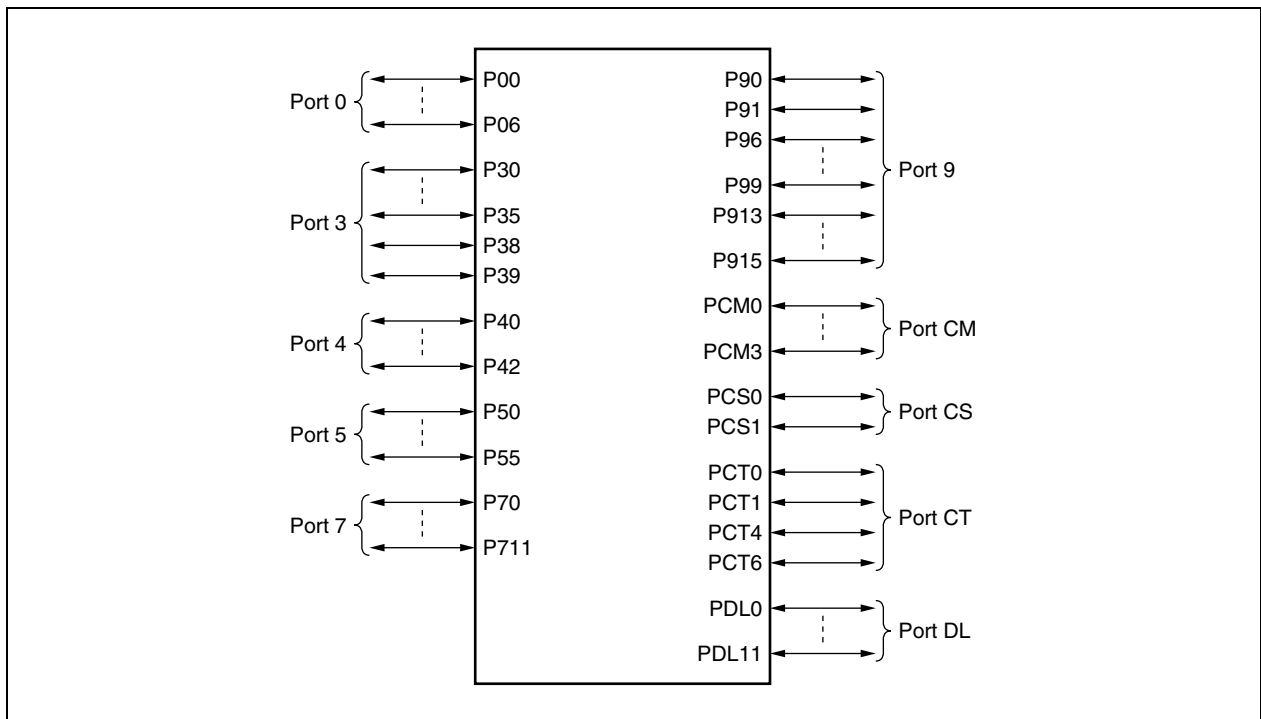 Port 0
P00
P06
Port 3
P30
P35
P38
P39
Port 4
P40
P42
Port 5
P50
P55
Port 7
P70
P711
P90
P91
P96
P99
P913
P915
Port 9
PCM0
PCM3
Port CM
PCS0
PCS1
Port CS
PCT0
PCT1
PCT4
PCT6
Port CT
PDL0
PDL11
Port DL